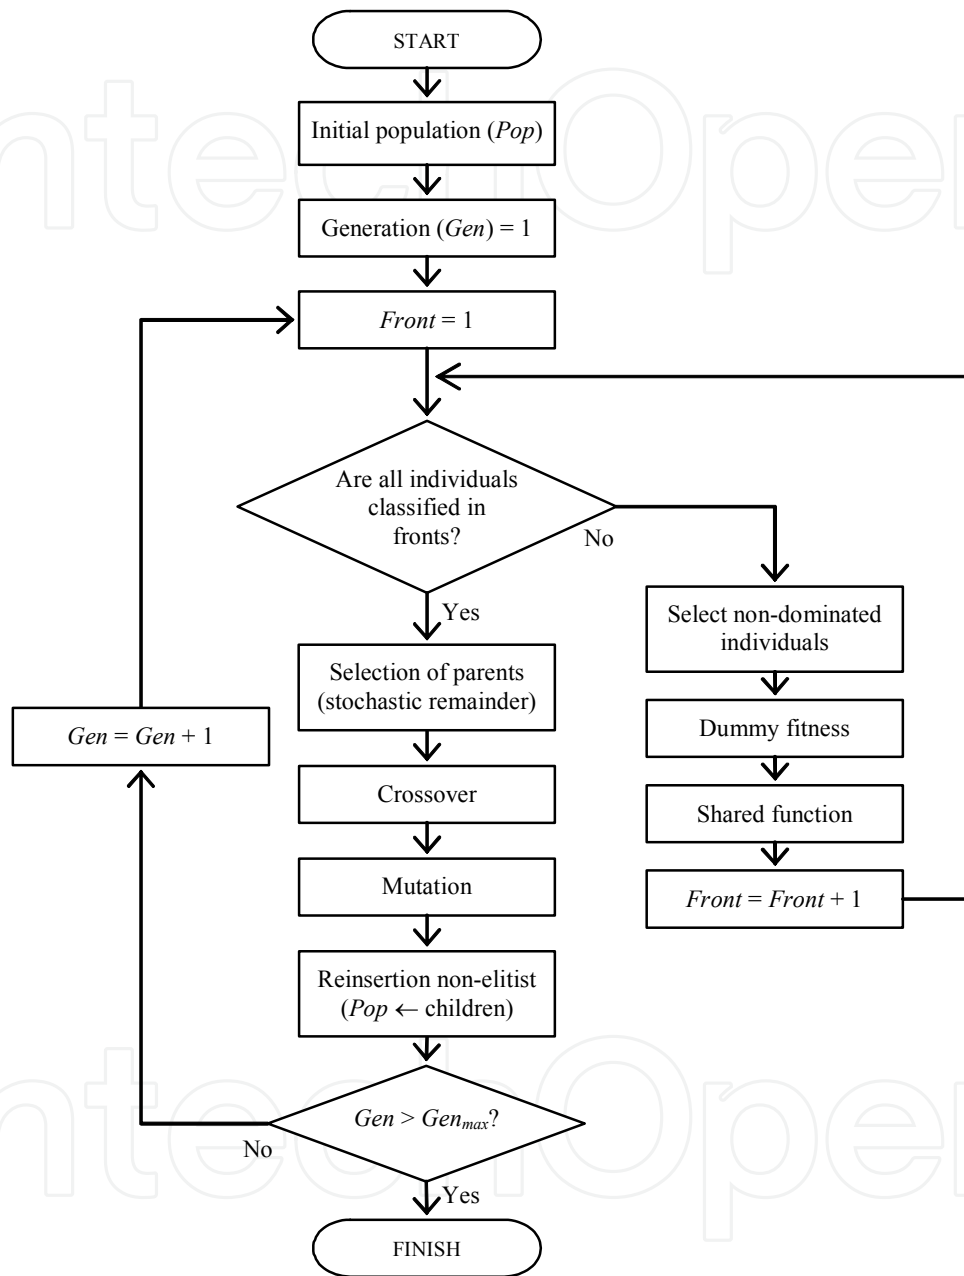 START
Initial population (Pop)
Generation (Gen) = 1
Front = 1
Are all individuals
classified in
fronts?
No
Yes
Select non-dominated
individuals
Selection of parents
(stochastic remainder)
Gen = Gen + 1
Dummy fitness
Crossover
Shared function
Mutation
Front = Front + 1
Reinsertion non-elitist
(Pop ← children)
Gen > Genmax?
No
Yes
FINISH
ntechOpen
ntechOpen